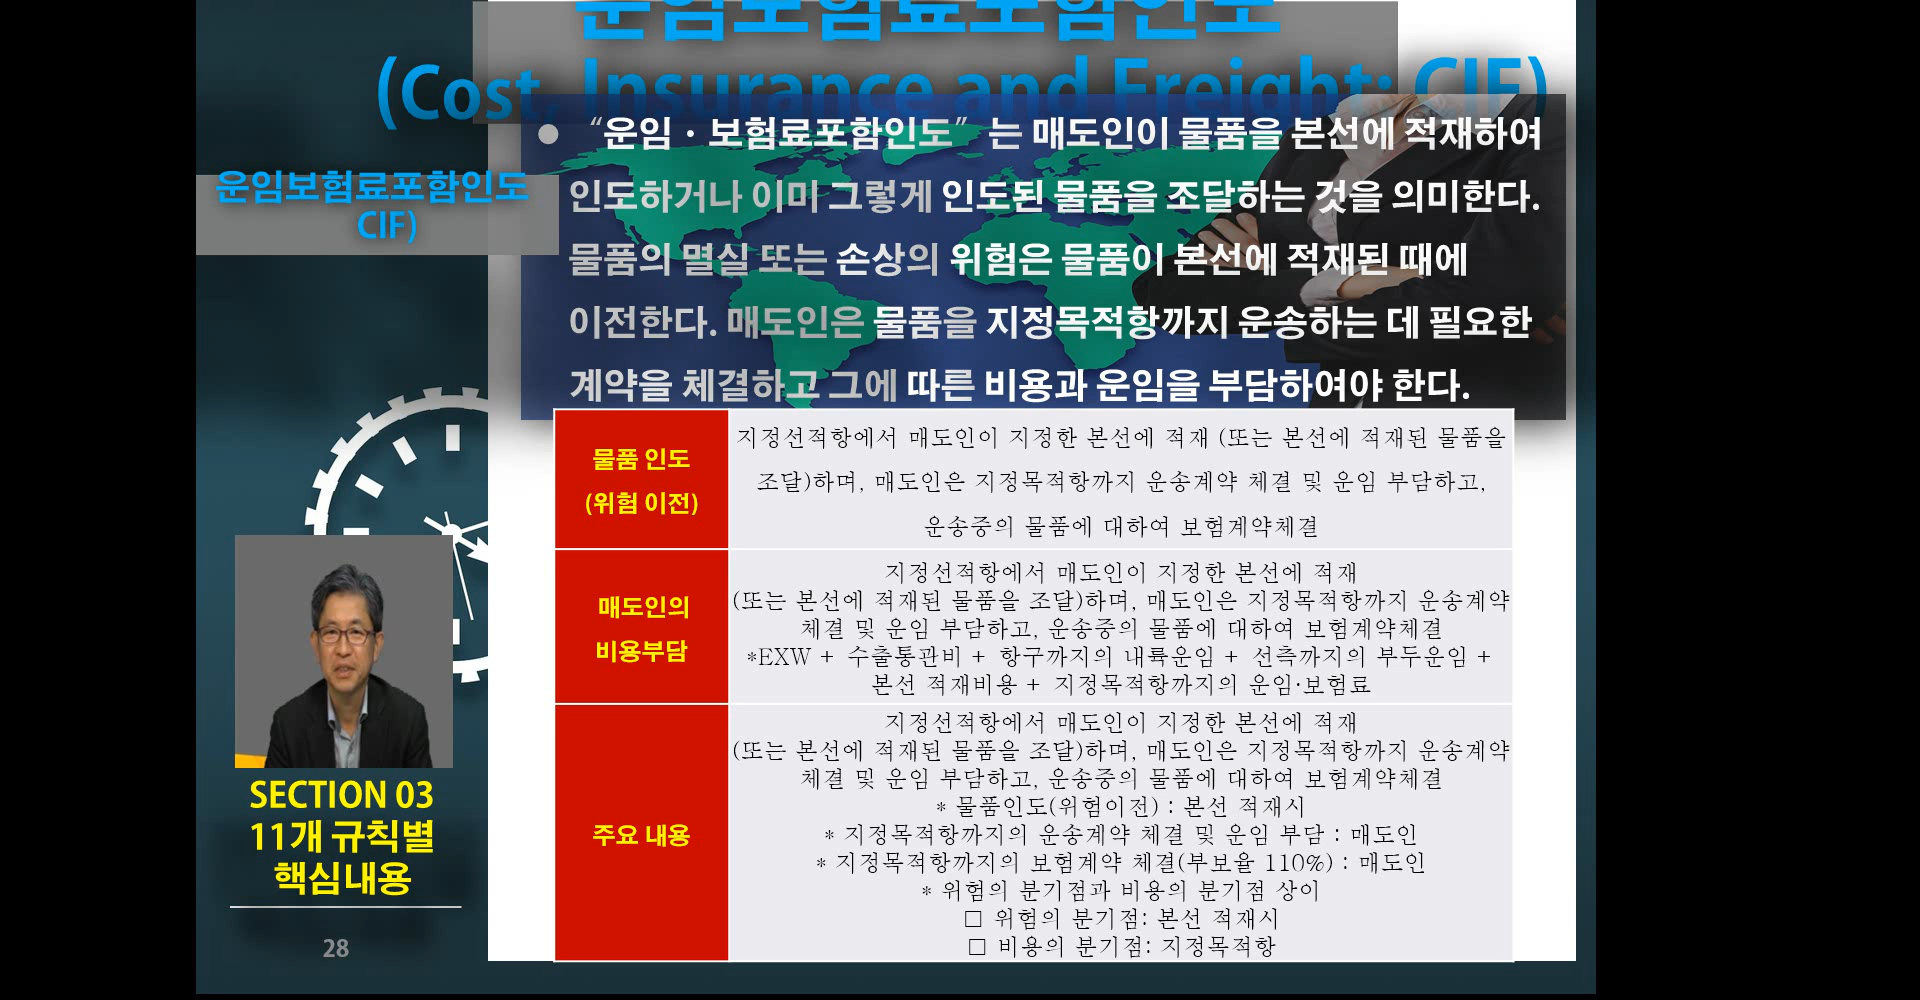 운임보험료포함인도
(Cost, Insurance and Freight: CIF)
운임보험료포함인도
CIF)
● “운임 · 보험료포함인도” 는 매도인이 물품을 본선에 적재하여
인도하거나 이미 그렇게 인도된 물품을 조달하는 것을 의미한다.
물품의 멸실 또는 손상의 위험은 물품이 본선에 적재된 때에
이전한다. 매도인은 물품을 지정목적항까지 운송하는 데 필요한
계약을 체결하고 그에 따른 비용과 운임을 부담하여야 한다.
물품 인도
(위험 이전)
지정선적항에서 매도인이 지정한 본선에 적재 (또는 본선에 적재된 물품을
조달)하며, 매도인은 지정목적항까지 운송계약 체결 및 운임 부담하고,
운송중의 물품에 대하여 보험계약체결
매도인의
비용부담
지정선적항에서 매도인이 지정한 본선에 적재
(또는 본선에 적재된 물품을 조달)하며, 매도인은 지정목적항까지 운송계약
체결 및 운임 부담하고, 운송중의 물품에 대하여 보험계약체결
*EXW + 수출통관비 + 항구까지의 내륙운임 + 선측까지의 부두운임 +
본선 적재비용 + 지정목적항까지의 운임·보험료
주요 내용
지정선적항에서 매도인이 지정한 본선에 적재
(또는 본선에 적재된 물품을 조달)하며, 매도인은 지정목적항까지 운송계약
체결 및 운임 부담하고, 운송중의 물품에 대하여 보험계약체결
* 물품인도(위험이전) : 본선 적재시
* 지정목적항까지의 운송계약 체결 및 운임 부담 : 매도인
* 지정목적항까지의 보험계약 체결(부보율 110%) : 매도인
* 위험의 분기점과 비용의 분기점 상이
□ 위험의 분기점: 본선 적재시
□ 비용의 분기점: 지정목적항
SECTION 03
11개 규칙별
핵심내용
28